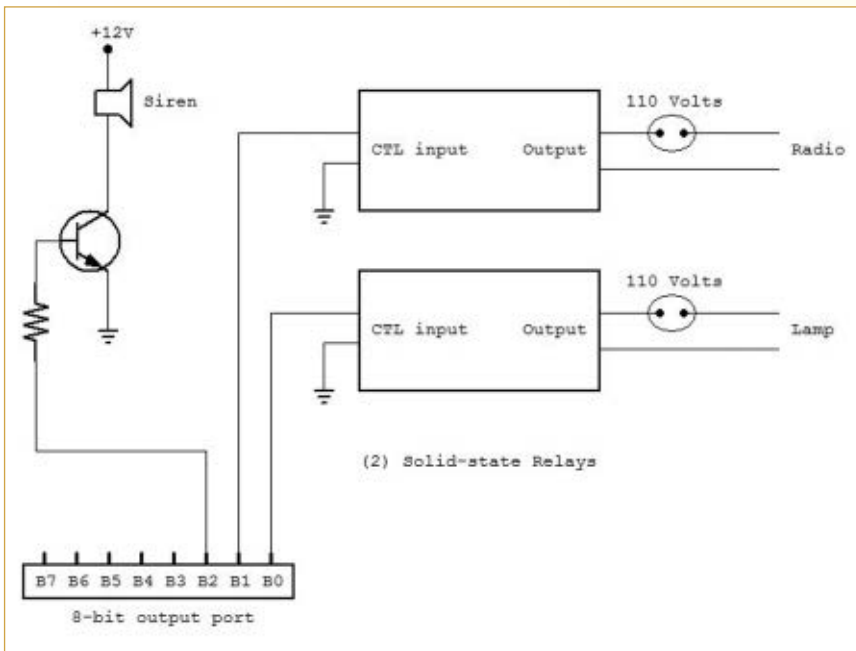 +12V
Siren
110 Volts
CTL input Output
Radio
110 Volts
CTL input Output
Lamp
(2) Solid-state Relays
B7 B6 B5 B4 B3 B2 B1 B0
8-bit output port